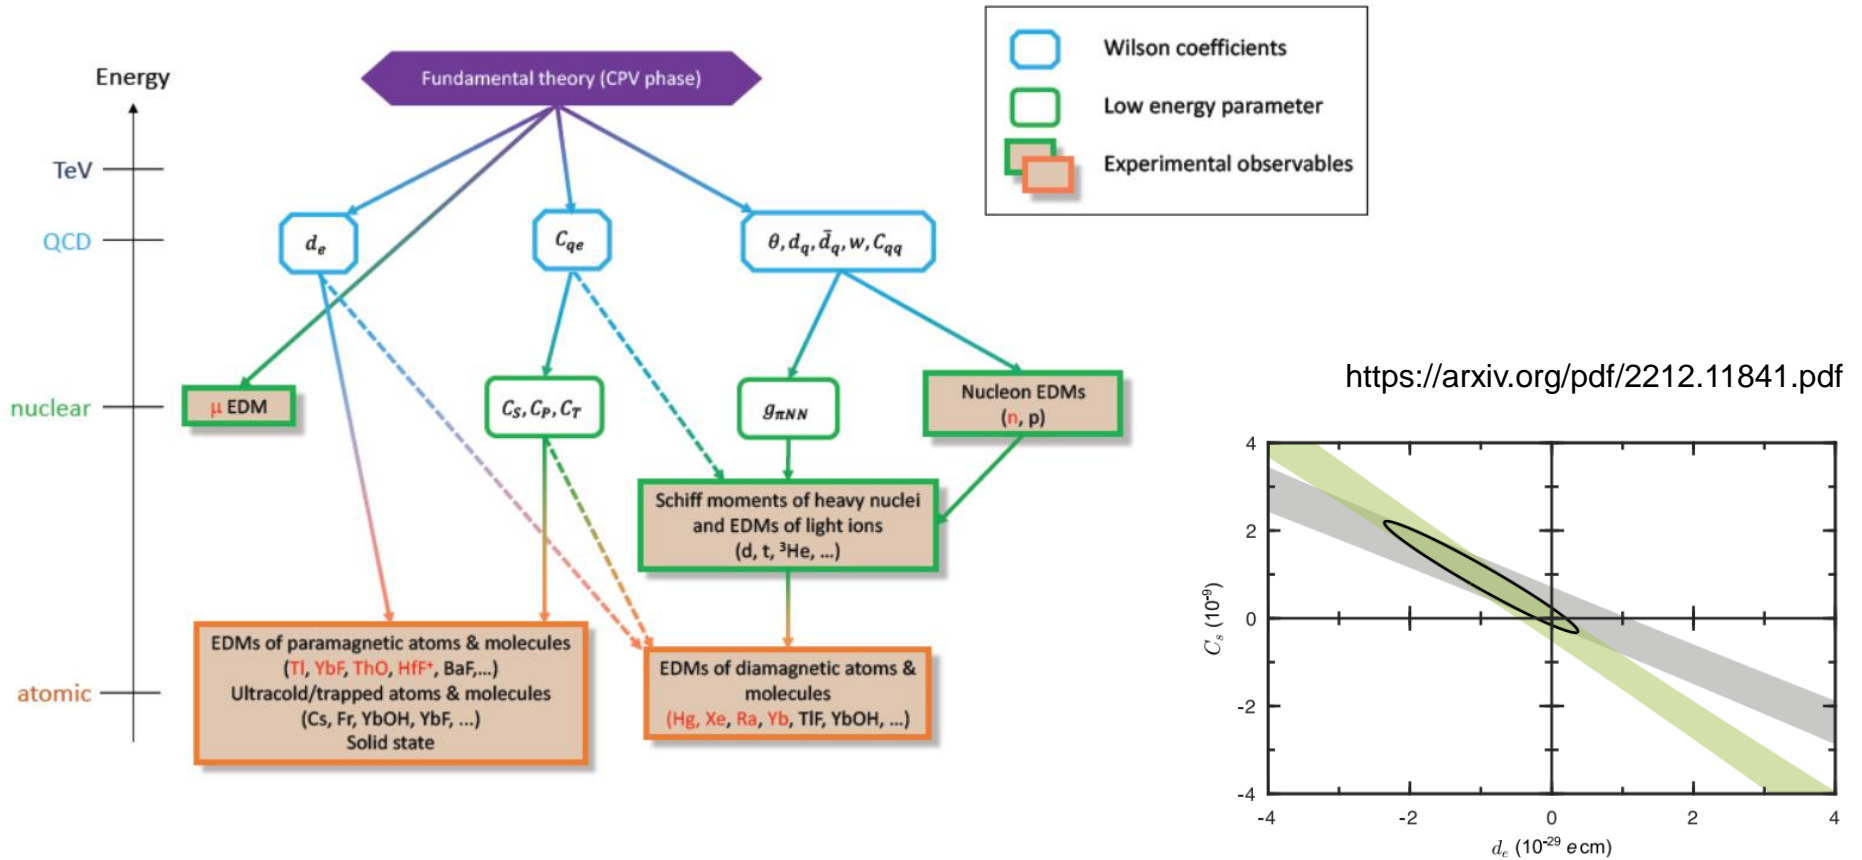 Energy
TeV
QCD
nuclear
atomic
Fundamental theory (CPV phase)
Wilson coefficients
Low energy parameter
Experimental observables
dₑ
C_qe
θ, d_q, d̄_q, w, C_qq
μ EDM
C_S, C_P, C_T
g_πNN
Nucleon EDMs
(n, p)
Schiff moments of heavy nuclei
and EDMs of light ions
(d, t, ³He, ...)
EDMs of paramagnetic atoms & molecules
(Tl, YbF, ThO, HfF⁺, BaF,...)
Ultracold/trapped atoms & molecules
(Cs, Fr, YbOH, YbF, ...)
Solid state
EDMs of diamagnetic atoms &
molecules
(Hg, Xe, Ra, Yb, TlF, YbOH, ...)
https://arxiv.org/pdf/2212.11841.pdf
C_s (10⁻⁹)
4
2
0
-2
-4
-4 -2 0 2 4
dₑ (10⁻²⁹ e cm)